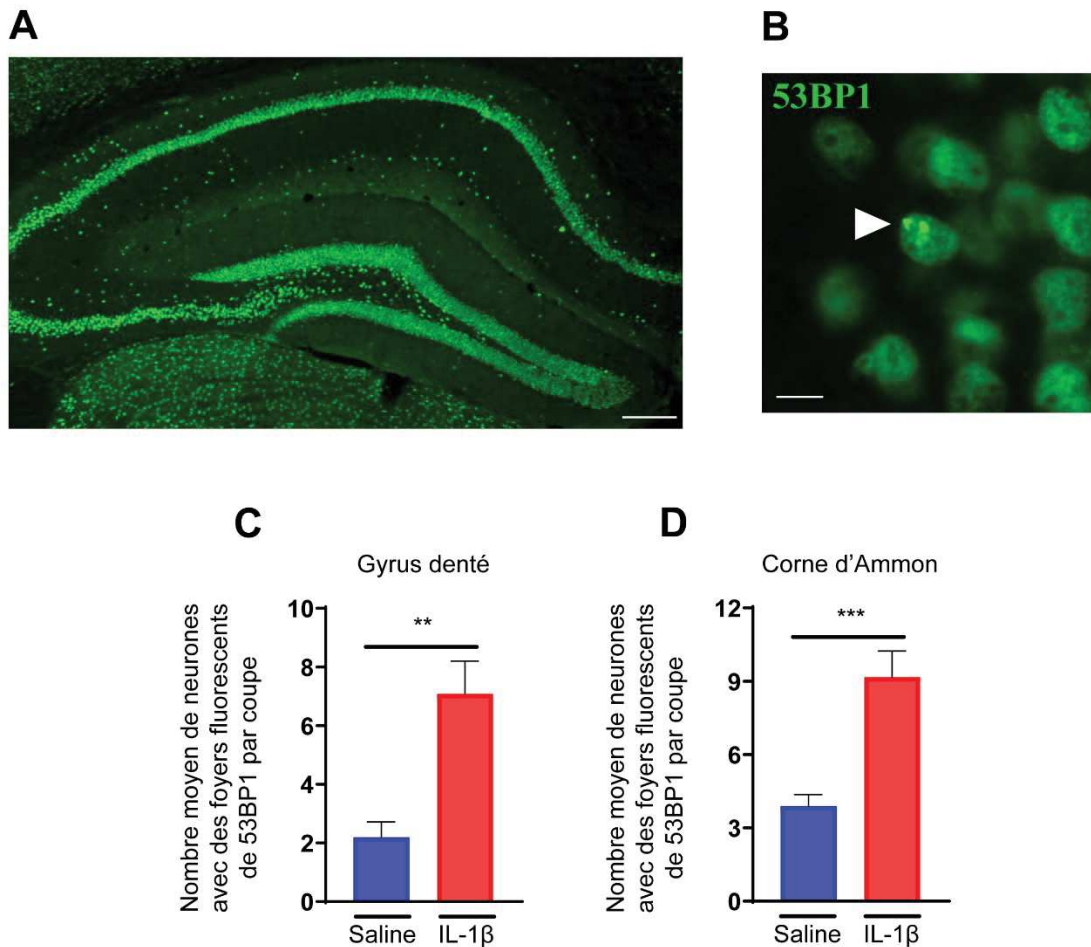 A
B
53BP1
C
D
Gyrus denté
Corne d'Ammon
Nombre moyen de neurones
avec des foyers fluorescents
de 53BP1 par coupe
10
8
6
4
2
0
**
Saline
IL-1β
Nombre moyen de neurones
avec des foyers fluorescents
de 53BP1 par coupe
12
9
6
3
0
***
Saline
IL-1β